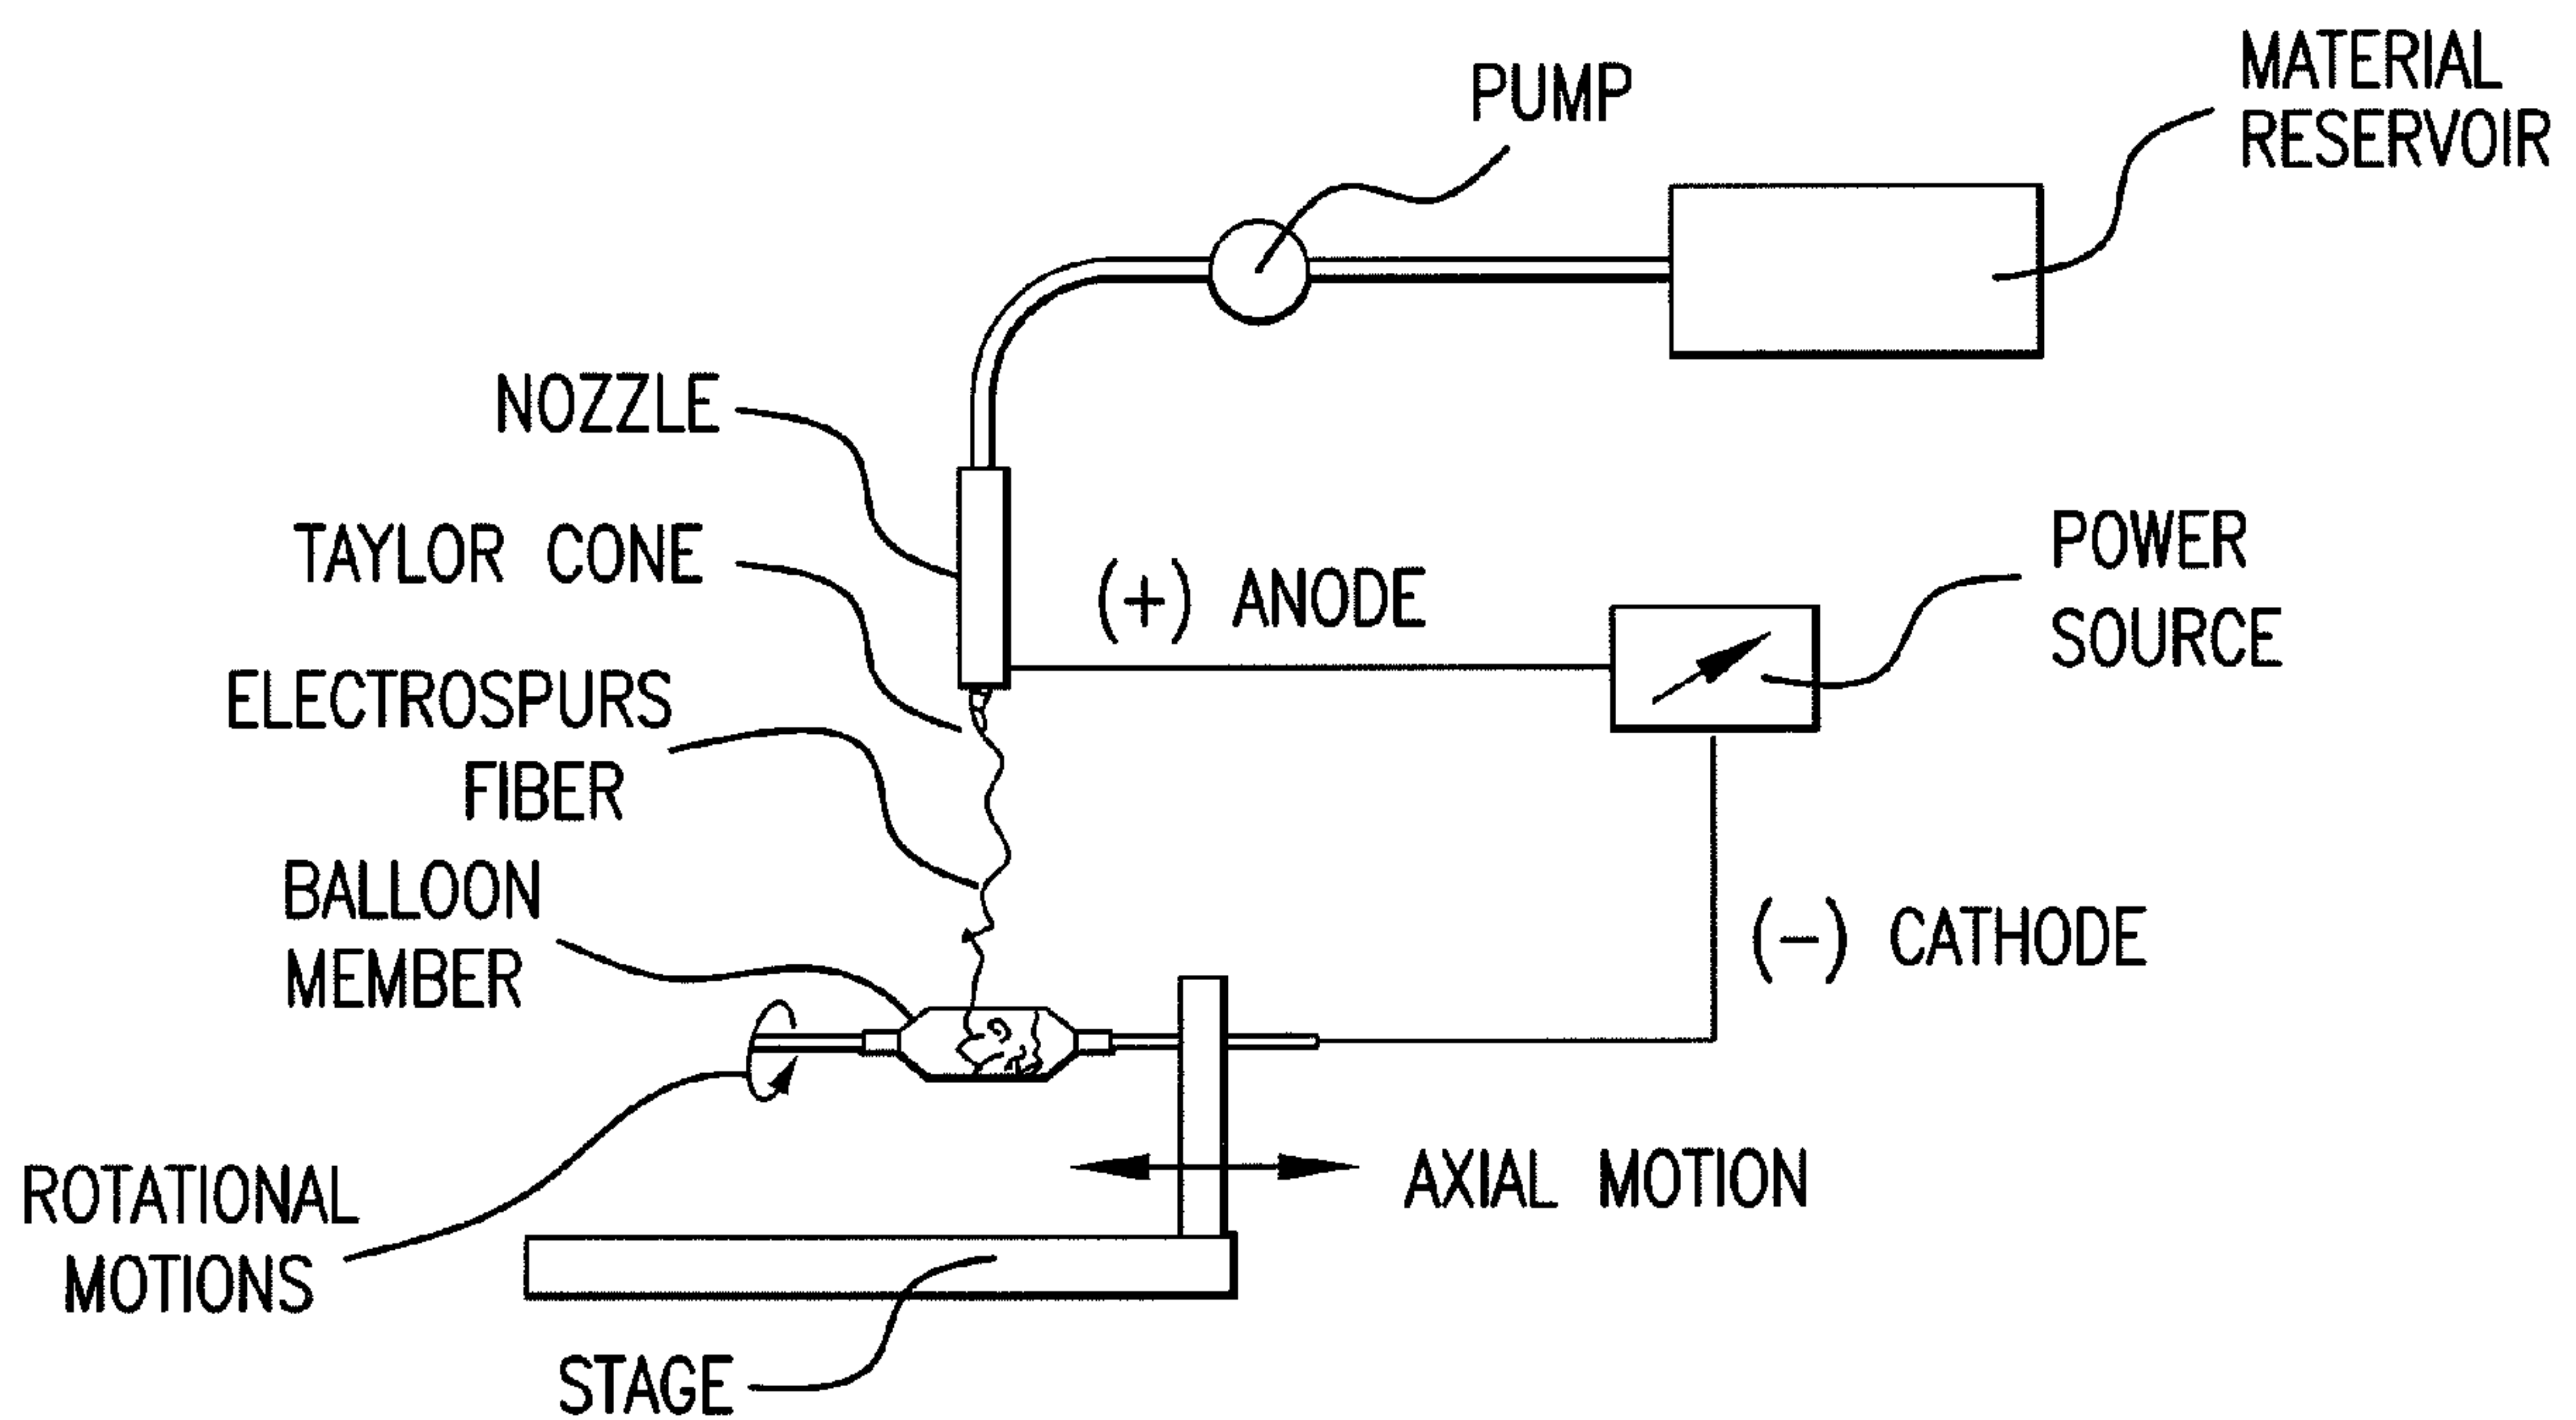 MATERIAL
RESERVOIR
PUMP
NOZZLE
TAYLOR CONE
(+) ANODE
POWER
SOURCE
ELECTROSPURS
FIBER
BALLOON
MEMBER
(−) CATHODE
ROTATIONAL
MOTIONS
AXIAL MOTION
STAGE